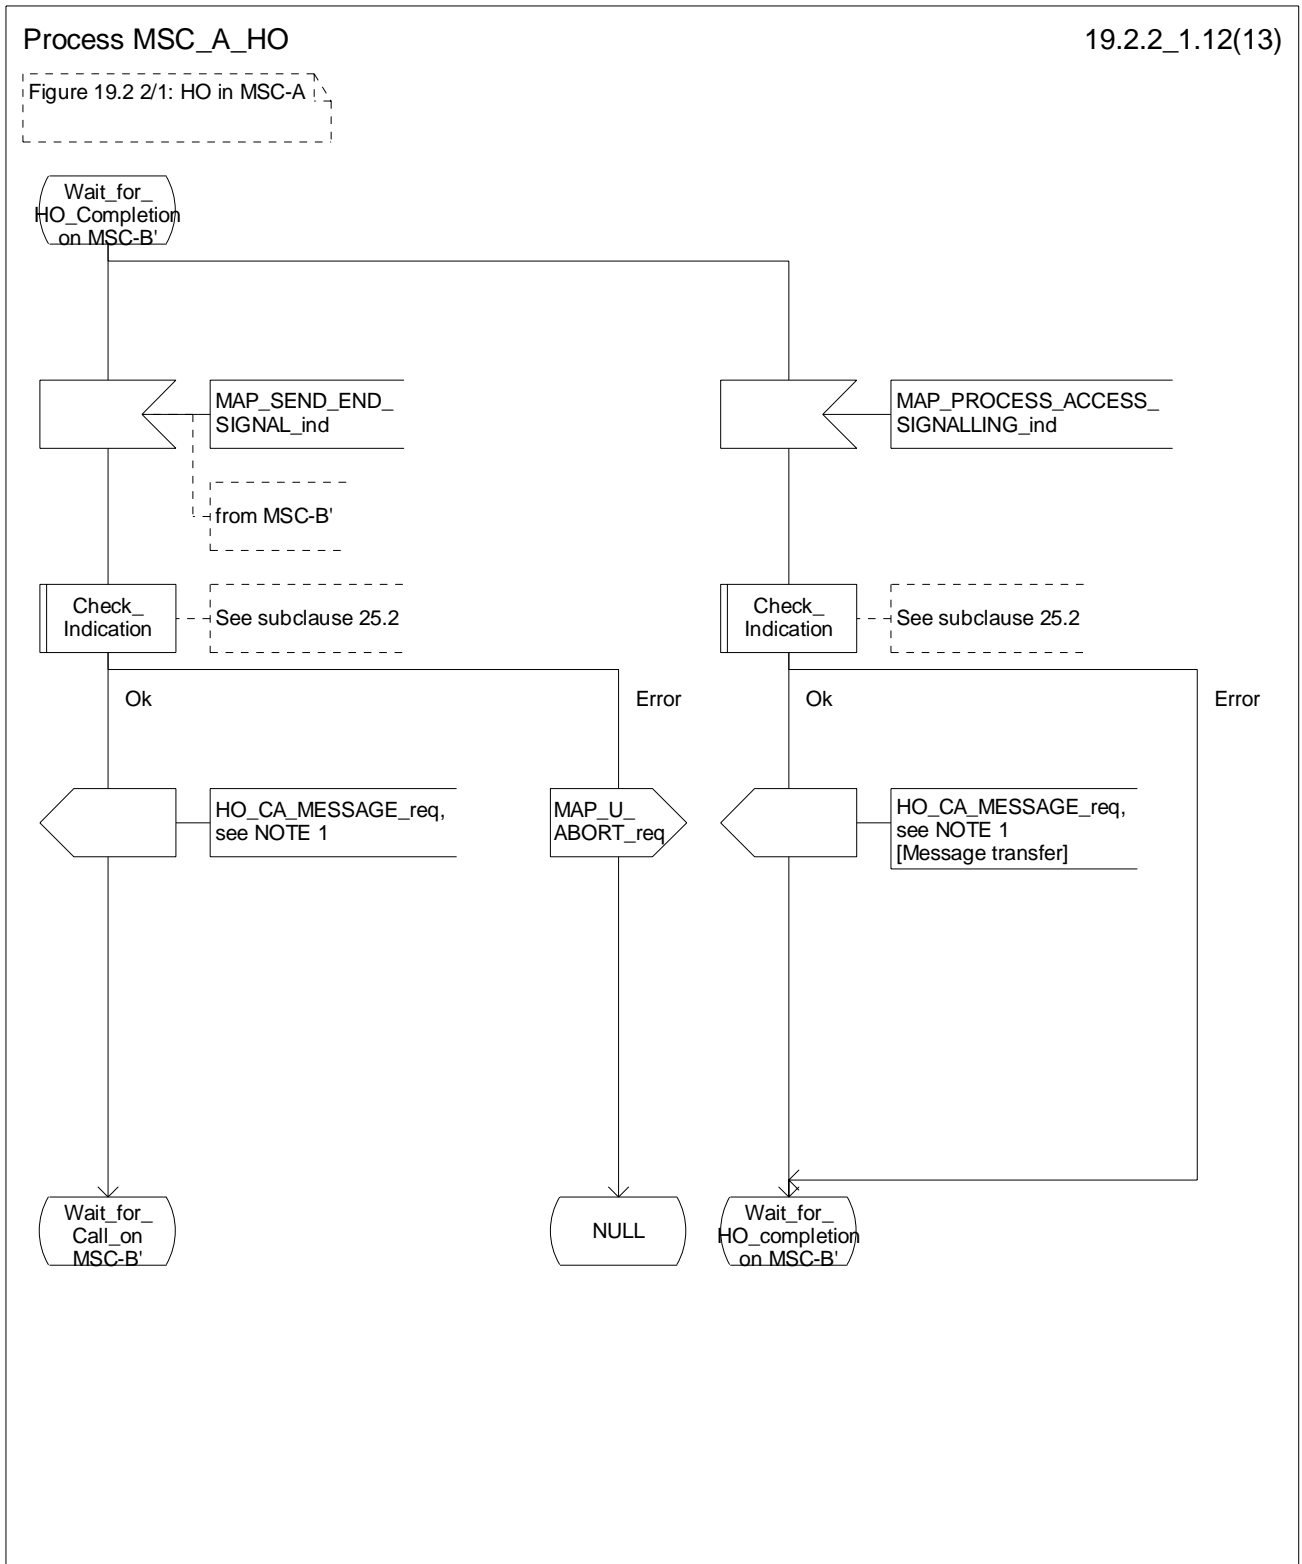 Process MSC_A_HO
19.2.2_1.12(13)
Figure 19.2 2/1: HO in MSC-A
Wait_for_
HO_Completion
on MSC-B'
MAP_SEND_END_
SIGNAL_ind
MAP_PROCESS_ACCESS_
SIGNALLING_ind
from MSC-B'
Check_
Indication
See subclause 25.2
Check_
Indication
See subclause 25.2
Ok
Error
Ok
Error
HO_CA_MESSAGE_req,
see NOTE 1
MAP_U_
ABORT_req
HO_CA_MESSAGE_req,
see NOTE 1
[Message transfer]
Wait_for_
Call_on
MSC-B'
NULL
Wait_for_
HO_completion
on MSC-B'